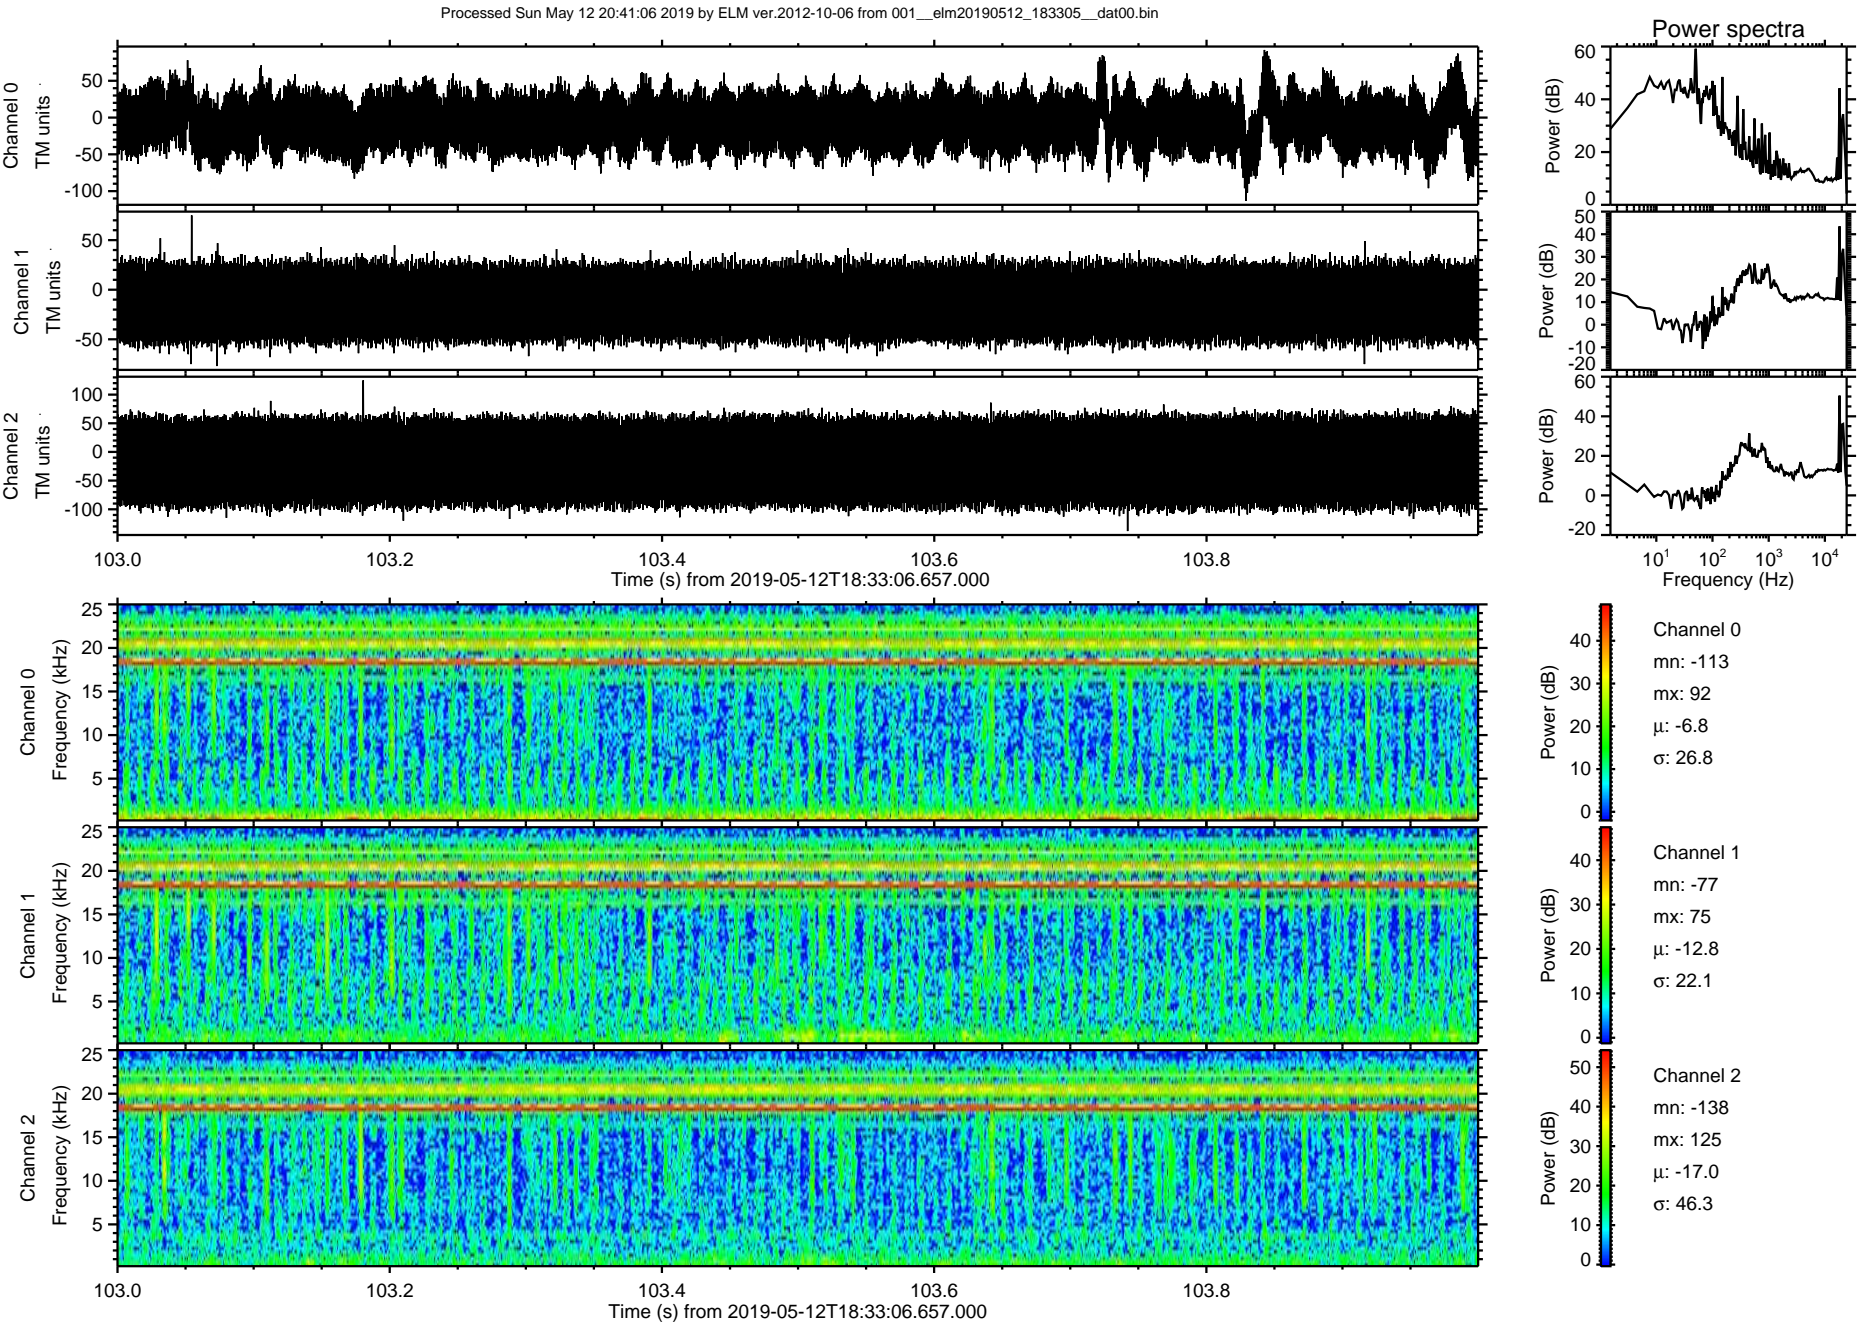 Processed Sun May 12 20:41:06 2019 by ELM ver.2012-10-06 from 001__elm20190512_183305__dat00.bin
Power spectra
Channel 0
TM units
50
0
-50
-100
Power (dB)
60
40
20
0
Channel 1
TM units
50
0
-50
Power (dB)
50
40
30
20
10
0
-10
-20
Channel 2
TM units
100
50
0
-50
-100
Power (dB)
60
40
20
0
-20
103.0 103.2 103.4 103.6 103.8
Time (s) from 2019-05-12T18:33:06.657.000
10^1 10^2 10^3 10^4
Frequency (Hz)
Channel 0
Frequency (kHz)
25
20
15
10
5
Power (dB)
40
30
20
10
0
Channel 0
mn: -113
mx: 92
μ: -6.8
σ: 26.8
Channel 1
Frequency (kHz)
25
20
15
10
5
Power (dB)
40
30
20
10
0
Channel 1
mn: -77
mx: 75
μ: -12.8
σ: 22.1
Channel 2
Frequency (kHz)
25
20
15
10
5
Power (dB)
50
40
30
20
10
0
Channel 2
mn: -138
mx: 125
μ: -17.0
σ: 46.3
103.0 103.2 103.4 103.6 103.8
Time (s) from 2019-05-12T18:33:06.657.000